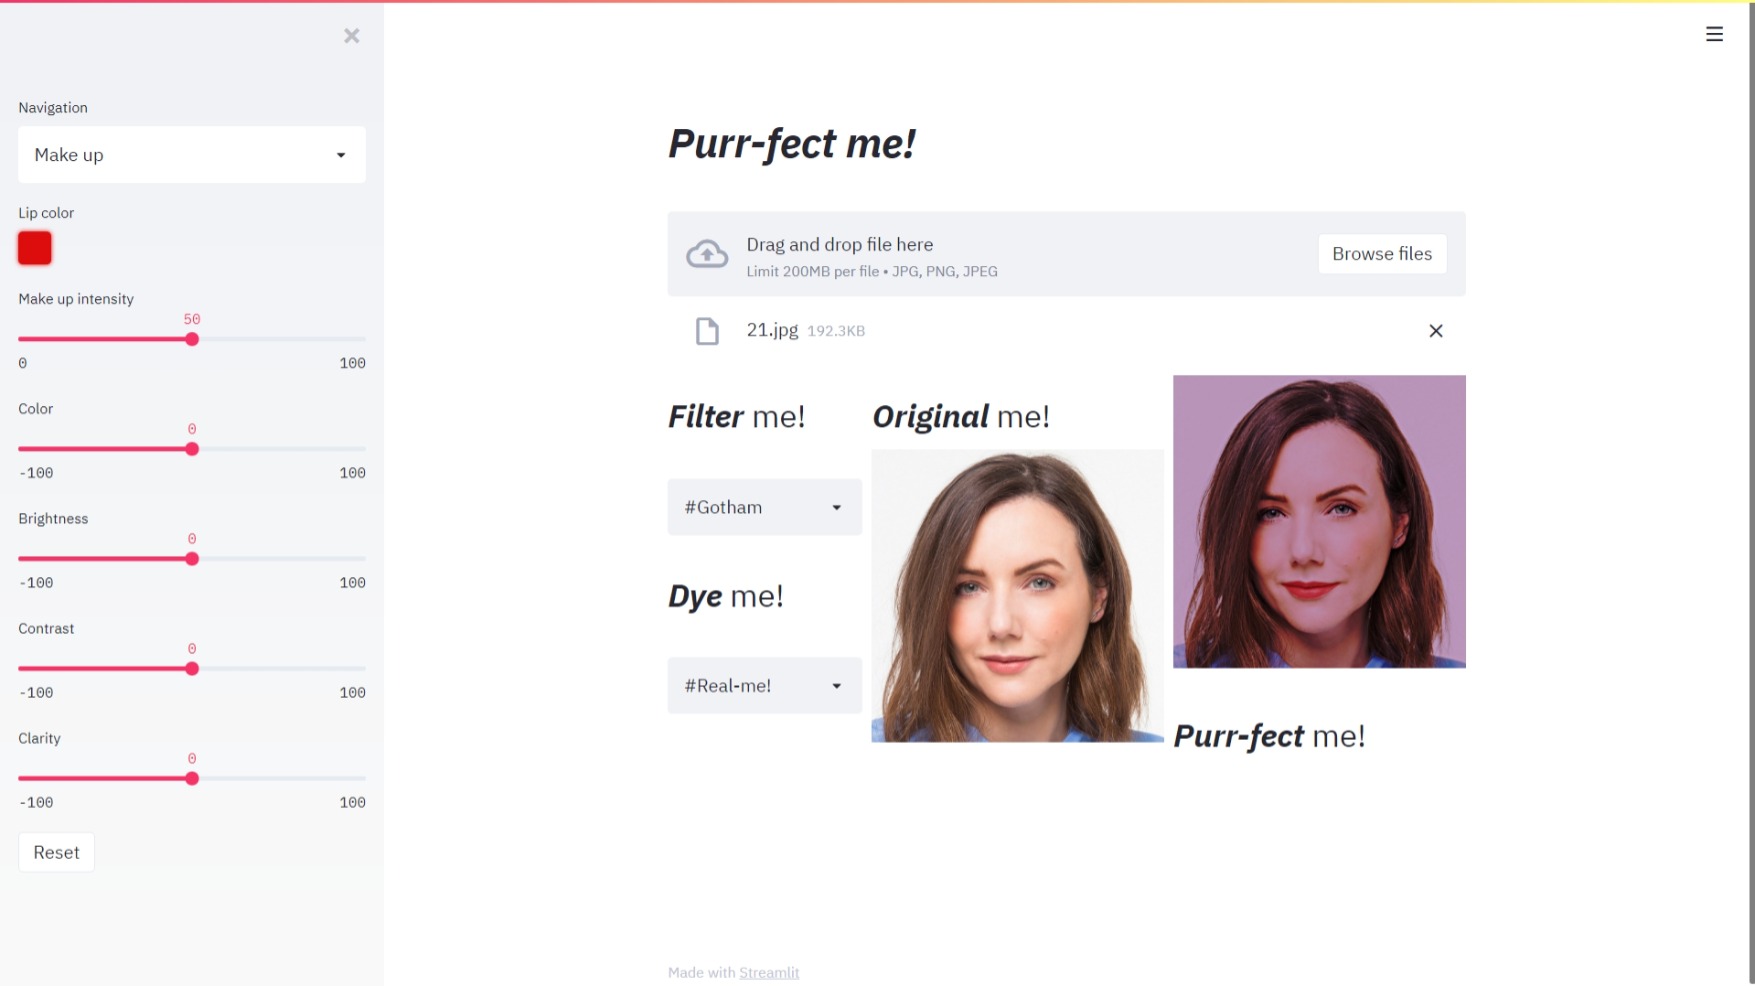 Navigation
Make up
Lip color
Make up intensity
50
0 100
Color
0
-100 100
Brightness
0
-100 100
Contrast
0
-100 100
Clarity
0
-100 100
Reset
Purr-fect me!
Drag and drop file here
Limit 200MB per file • JPG, PNG, JPEG
Browse files
21.jpg 192.3KB
Filter me!
#Gotham
Dye me!
#Real-me!
Original me!
Purr-fect me!
Made with Streamlit